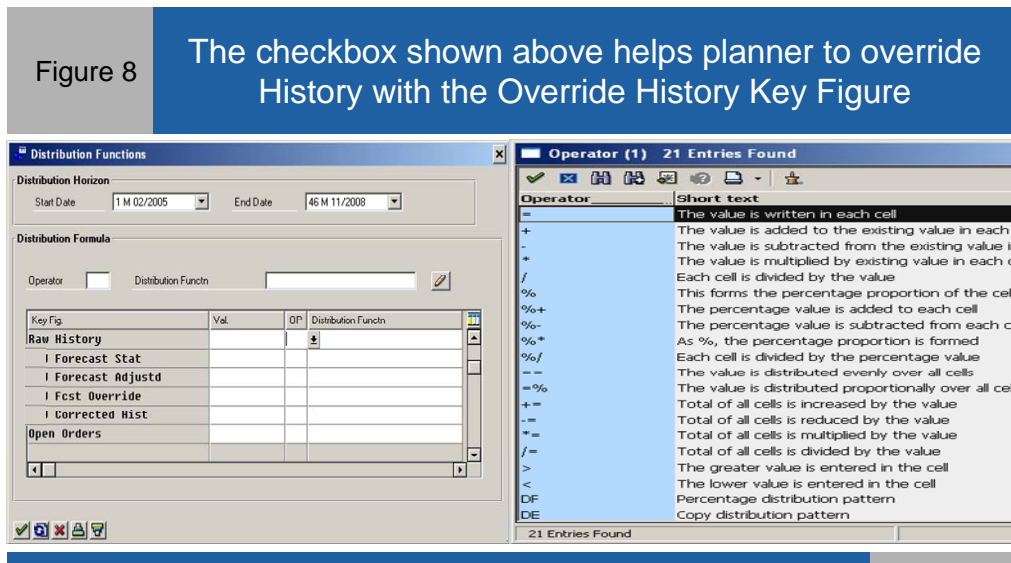 Figure 8
The checkbox shown above helps planner to override
History with the Override History Key Figure
Distribution Functions
Distribution Horizon
Start Date 1 M 02/2005 End Date 46 M 11/2008
Distribution Formula
Operator Distribution Functn
Key Fig. Val. OP Distribution Functn
Raw History
Forecast Stat
Forecast Adjustd
Fcst Override
Corrected Hist
Open Orders
Operator (1) 21 Entries Found
Operator Short text
= The value is written in each cell
+ The value is added to the existing value in each
- The value is subtracted from the existing value i
* The value is multiplied by existing value in each c
/ Each cell is divided by the value
% This forms the percentage proportion of the cel
%+ The percentage value is added to each cell
%- The percentage value is subtracted from each c
%* As %, the percentage proportion is formed
%/ Each cell is divided by the percentage value
== The value is distributed evenly over all cells
=% The value is distributed proportionally over all cel
+= Total of all cells is increased by the value
-= Total of all cells is reduced by the value
*= Total of all cells is multiplied by the value
/= Total of all cells is divided by the value
> The greater value is entered in the cell
< The lower value is entered in the cell
DF Percentage distribution pattern
DE Copy distribution pattern
21 Entries Found